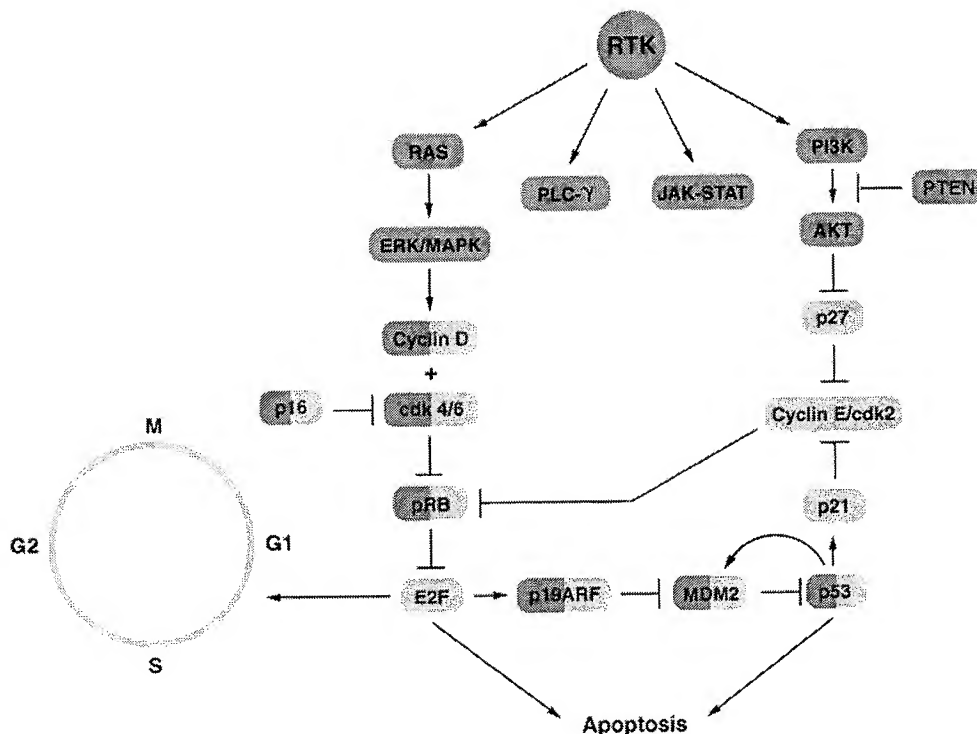 RTK
RAS
PI3K
PLC-γ
JAK-STAT
PTEN
ERK/MAPK
AKT
p27
Cyclin D
+
p16
cdk 4/6
Cyclin E/cdk2
M
pRB
p21
G2
G1
E2F
p19ARF
MDM2
p53
S
Apoptosis